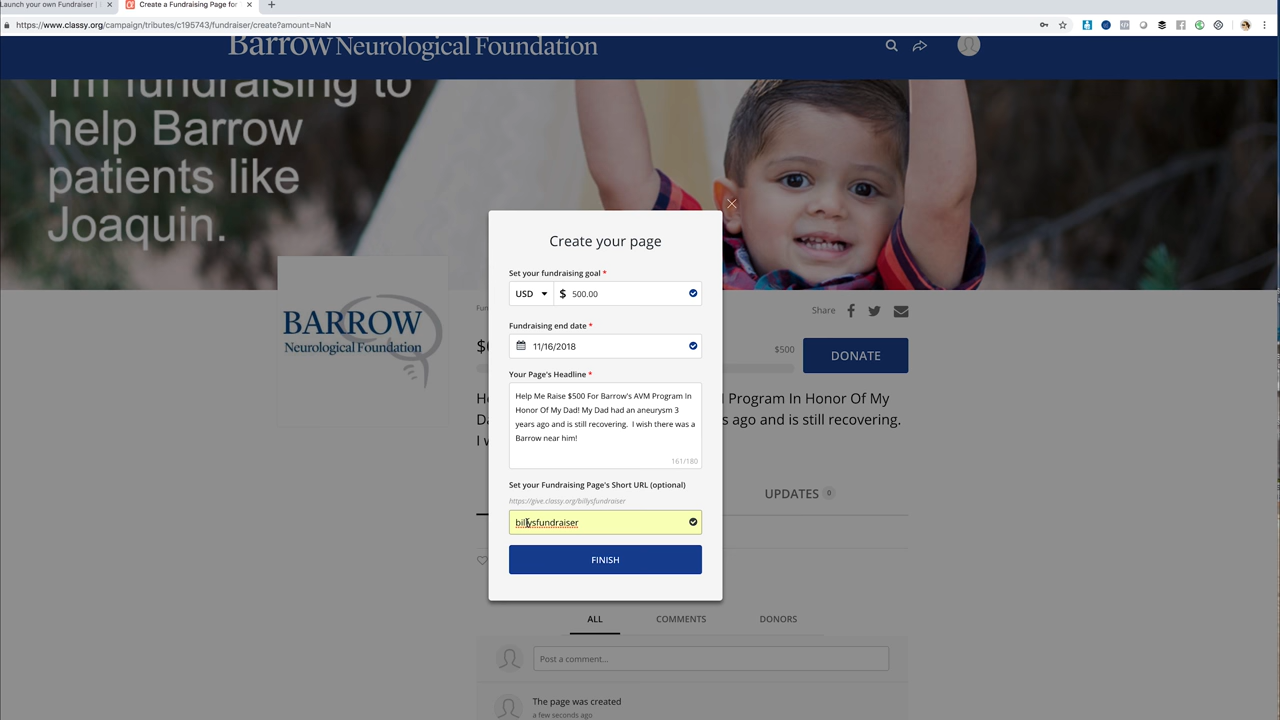 Launch your own Fundraiser |
Create a Fundraising Page for
https://www.classy.org/campaign/tributes/c195743/fundraiser/create?amount=NaN
Barrow Neurological Foundation
I'm fundraising to
help Barrow
patients like
Joaquin.
BARROW
Neurological Foundation
Create your page
Set your fundraising goal *
USD $ 500.00
Fundraising end date *
11/16/2018
Your Page's Headline *
Help Me Raise $500 For Barrow's AVM Program In
Honor Of My Dad! My Dad had an aneurysm 3
years ago and is still recovering. I wish there was a
Barrow near him!
161/180
Set your Fundraising Page's Short URL (optional)
https://give.classy.org/billysfundraiser
billysfundraiser
FINISH
Share
$500
DONATE
Program In Honor Of My
s ago and is still recovering.
UPDATES 0
ALL COMMENTS DONORS
Post a comment...
The page was created
a few seconds ago